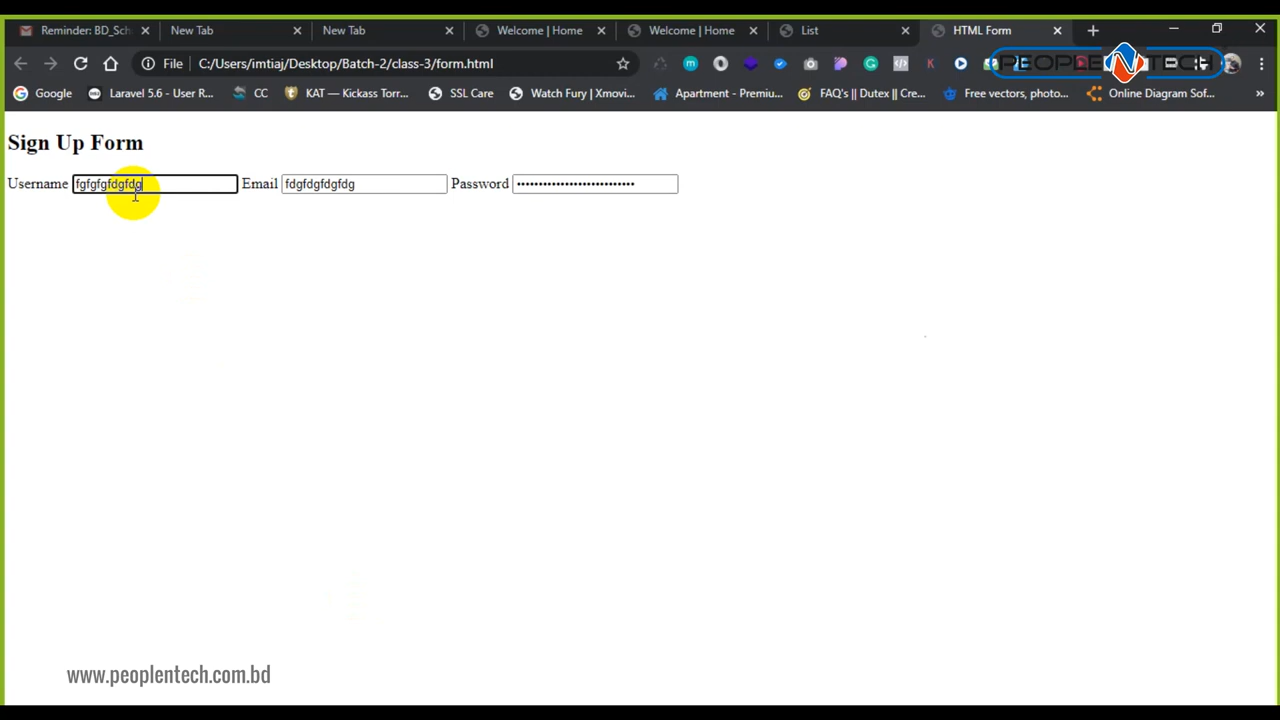 Reminder: BD_Sch
New Tab
New Tab
Welcome | Home
Welcome | Home
List
HTML Form
File C:/Users/imtiaj/Desktop/Batch-2/class-3/form.html
PEOPLE N TECH
Google
Laravel 5.6 - User R...
CC
KAT — Kickass Torr...
SSL Care
Watch Fury | Xmovi...
Apartment - Premiu...
FAQ's || Dutex || Cre...
Free vectors, photo...
Online Diagram Sof...
»
Sign Up Form
Username fgfgfgfdgfdg Email fdgfdgfdgfdg Password •••••••••••••••••••••••••••
www.peoplentech.com.bd